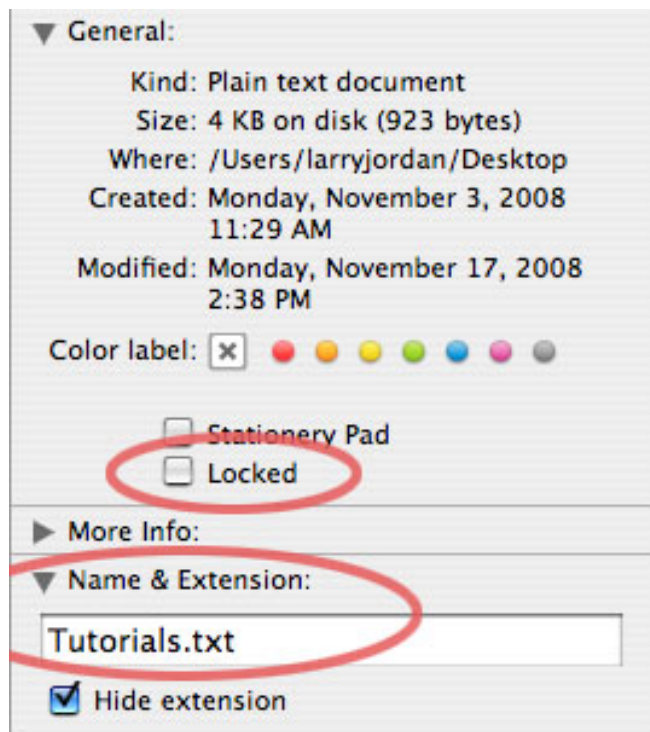 General:
Kind: Plain text document
Size: 4 KB on disk (923 bytes)
Where: /Users/larryjordan/Desktop
Created: Monday, November 3, 2008
11:29 AM
Modified: Monday, November 17, 2008
2:38 PM
Color label:
Stationery Pad
Locked
More Info:
Name & Extension:
Tutorials.txt
Hide extension